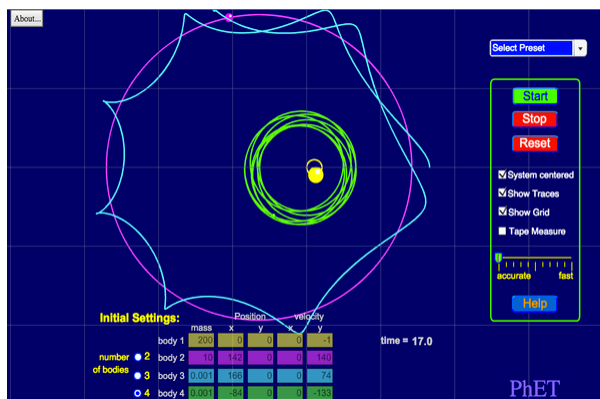 About...
Select Preset
Start
Stop
Reset
System centered
Show Traces
Show Grid
Tape Measure
accurate fast
Help
Initial Settings:
Position velocity
mass x y x y
number of bodies
2
3
4
body 1 200 0 0 0 -1
body 2 10 142 0 0 140
body 3 0.001 166 0 0 74
body 4 0.001 -84 0 0 -133
time = 17.0
PhET